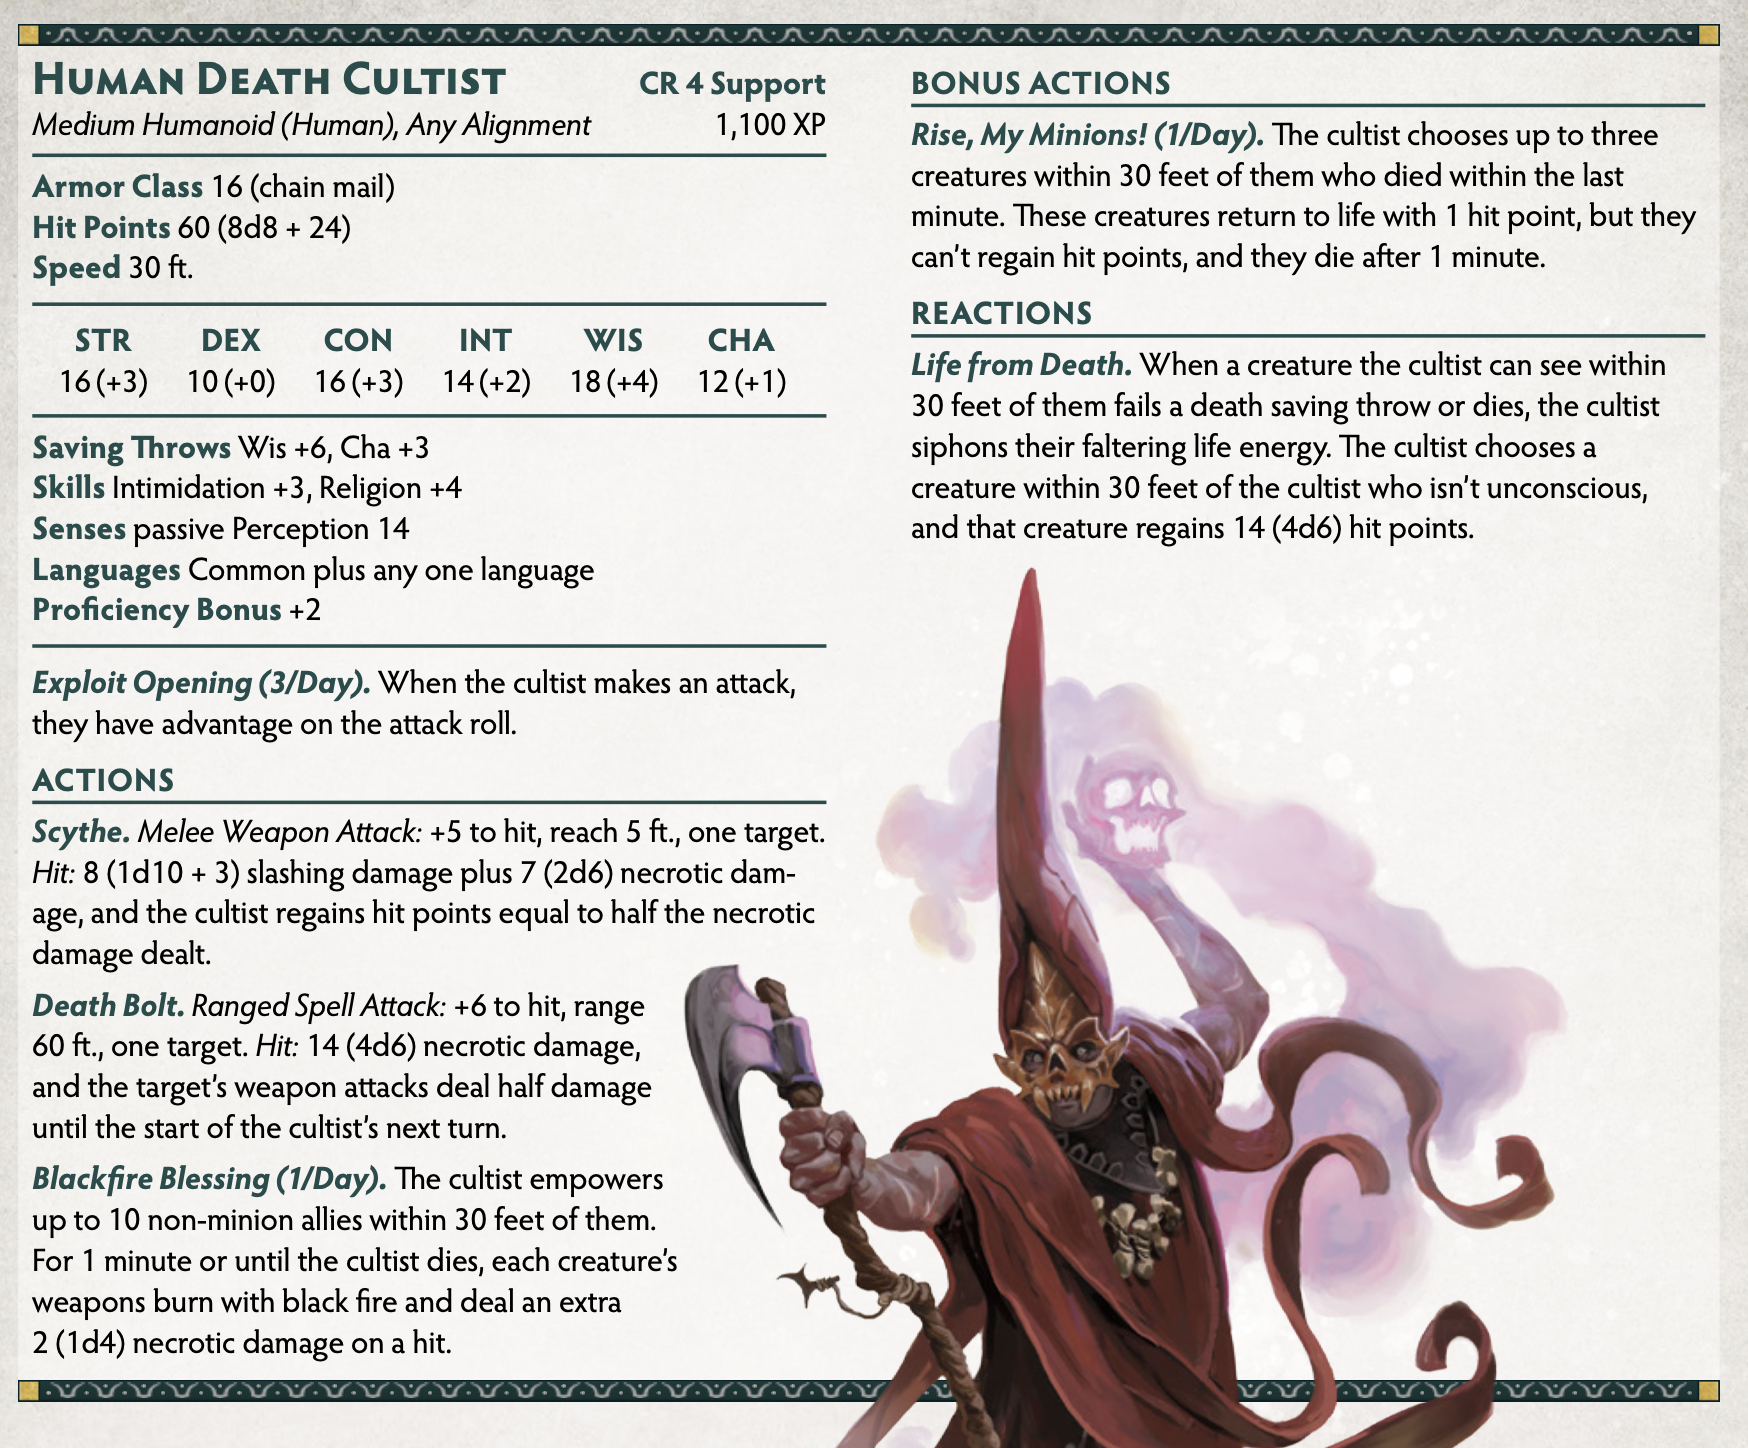 HUMAN DEATH CULTIST CR 4 Support
Medium Humanoid (Human), Any Alignment 1,100 XP
Armor Class 16 (chain mail)
Hit Points 60 (8d8 + 24)
Speed 30 ft.
STR DEX CON INT WIS CHA
16 (+3) 10 (+0) 16 (+3) 14 (+2) 18 (+4) 12 (+1)
Saving Throws Wis +6, Cha +3
Skills Intimidation +3, Religion +4
Senses passive Perception 14
Languages Common plus any one language
Proficiency Bonus +2
Exploit Opening (3/Day). When the cultist makes an attack,
they have advantage on the attack roll.
ACTIONS
Scythe. Melee Weapon Attack: +5 to hit, reach 5 ft., one target.
Hit: 8 (1d10 + 3) slashing damage plus 7 (2d6) necrotic dam-
age, and the cultist regains hit points equal to half the necrotic
damage dealt.
Death Bolt. Ranged Spell Attack: +6 to hit, range
60 ft., one target. Hit: 14 (4d6) necrotic damage,
and the target’s weapon attacks deal half damage
until the start of the cultist’s next turn.
Blackfire Blessing (1/Day). The cultist empowers
up to 10 non-minion allies within 30 feet of them.
For 1 minute or until the cultist dies, each creature’s
weapons burn with black fire and deal an extra
2 (1d4) necrotic damage on a hit.
BONUS ACTIONS
Rise, My Minions! (1/Day). The cultist chooses up to three
creatures within 30 feet of them who died within the last
minute. These creatures return to life with 1 hit point, but they
can’t regain hit points, and they die after 1 minute.
REACTIONS
Life from Death. When a creature the cultist can see within
30 feet of them fails a death saving throw or dies, the cultist
siphons their faltering life energy. The cultist chooses a
creature within 30 feet of the cultist who isn’t unconscious,
and that creature regains 14 (4d6) hit points.